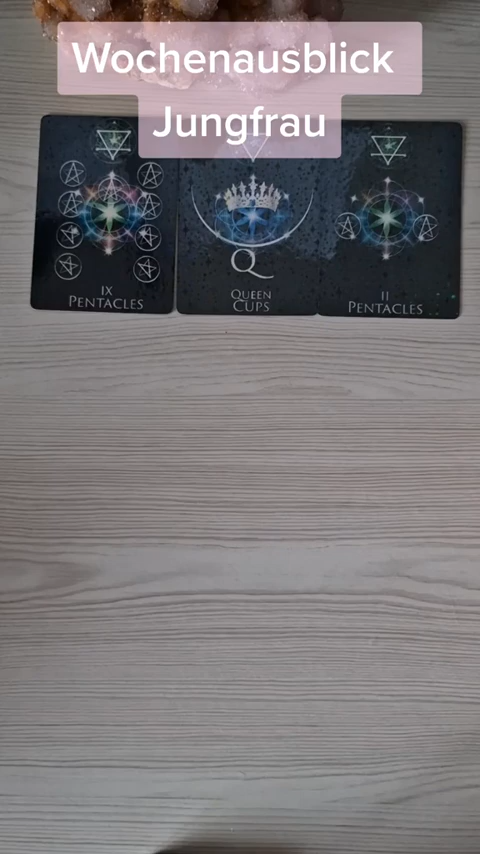 Wochenausblick
Jungfrau
IX
PENTACLES
Q
QUEEN
CUPS
II
PENTACLES